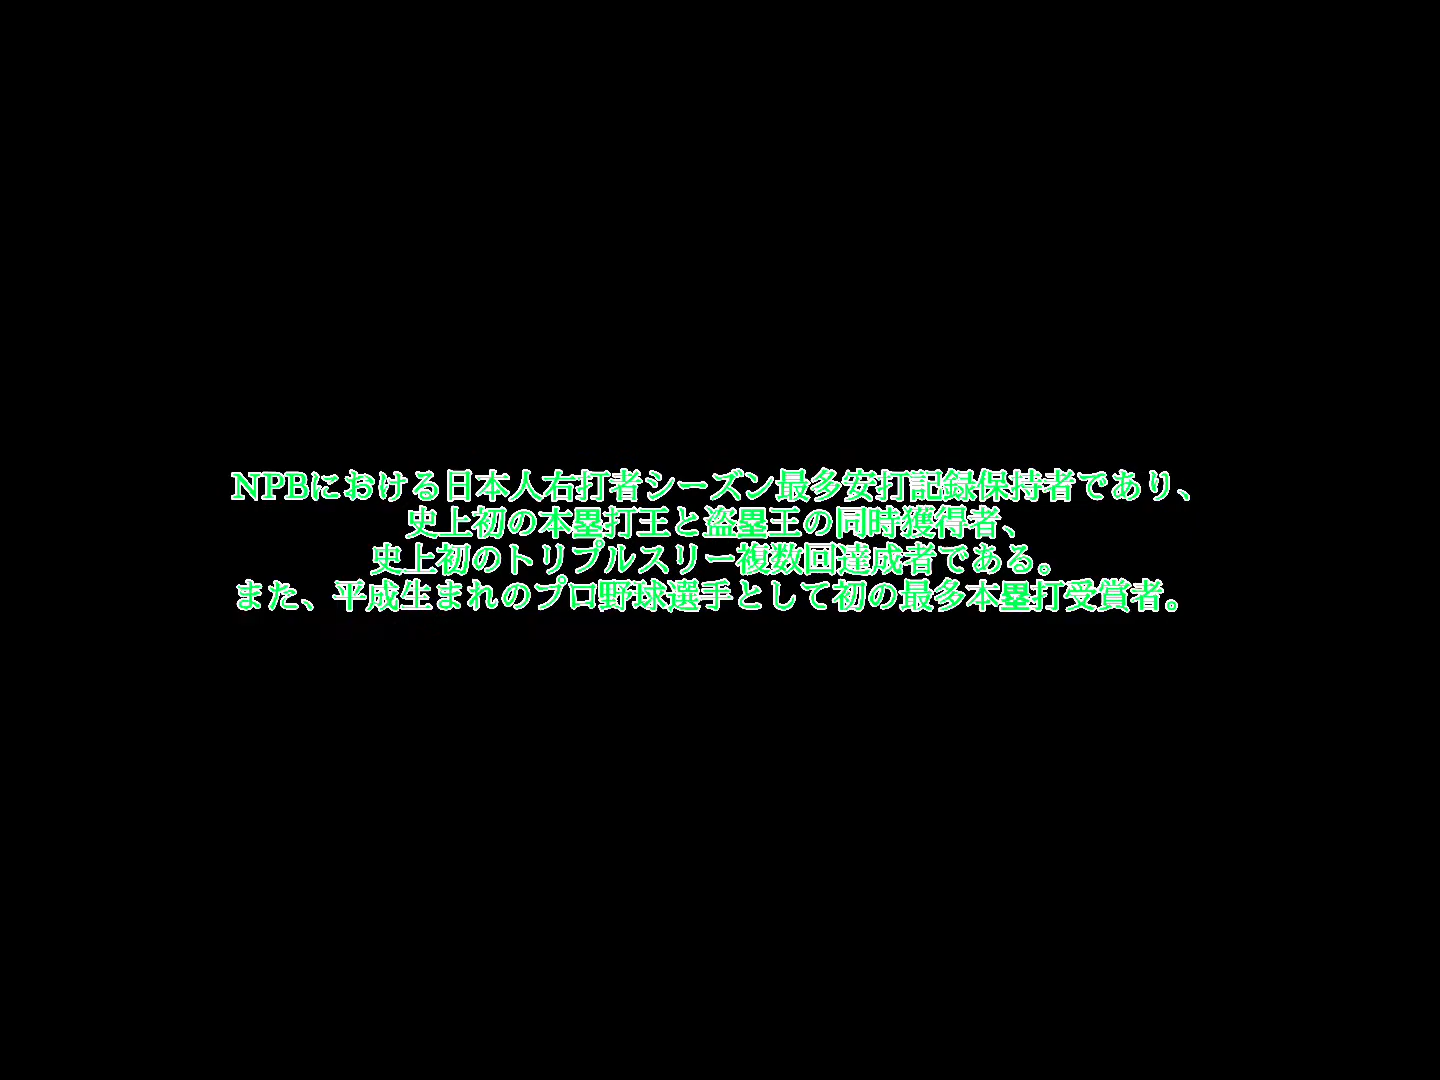 NPBにおける日本人右打者シーズン最多安打記録保持者であり、
史上初の本塁打王と盗塁王の同時獲得者、
史上初のトリプルスリー複数回達成者である。
また、平成生まれのプロ野球選手として初の最多本塁打受賞者。